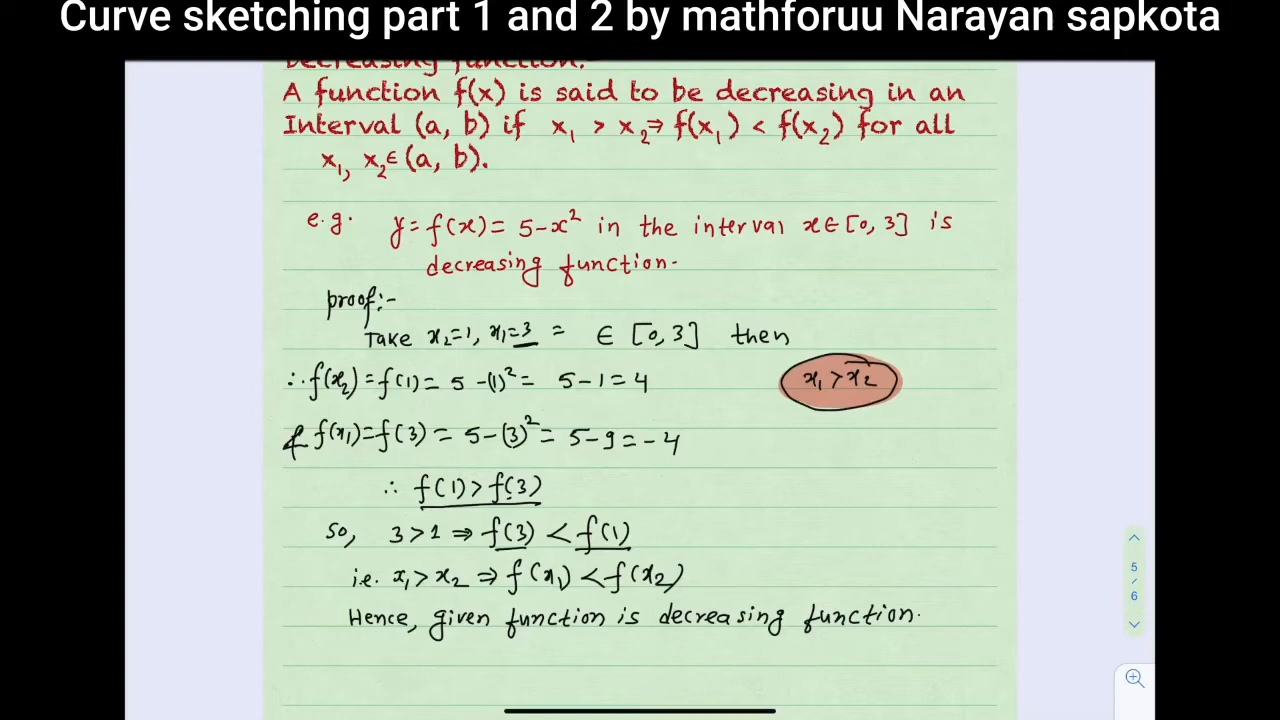 Curve sketching part 1 and 2 by mathforuu Narayan sapkota
Decreasing function:
A function f(x) is said to be decreasing in an
Interval (a, b) if x₁ > x₂ ⇒ f(x₁) < f(x₂) for all
x₁, x₂ ∈ (a, b).
e.g. y = f(x) = 5-x² in the interval x ∈ [0, 3] is
decreasing function.
proof:-
Take x₂=1, x₁=3 = ∈ [0, 3] then
∴ f(x₂) = f(1) = 5 -(1)² = 5-1 = 4
x₁ > x₂
& f(x₁) = f(3) = 5-(3)² = 5-9 = -4
∴ f(1) > f(3)
So, 3 > 1 ⇒ f(3) < f(1)
i.e. x₁ > x₂ ⇒ f(x₁) < f(x₂)
Hence, given function is decreasing function.
5
/
6